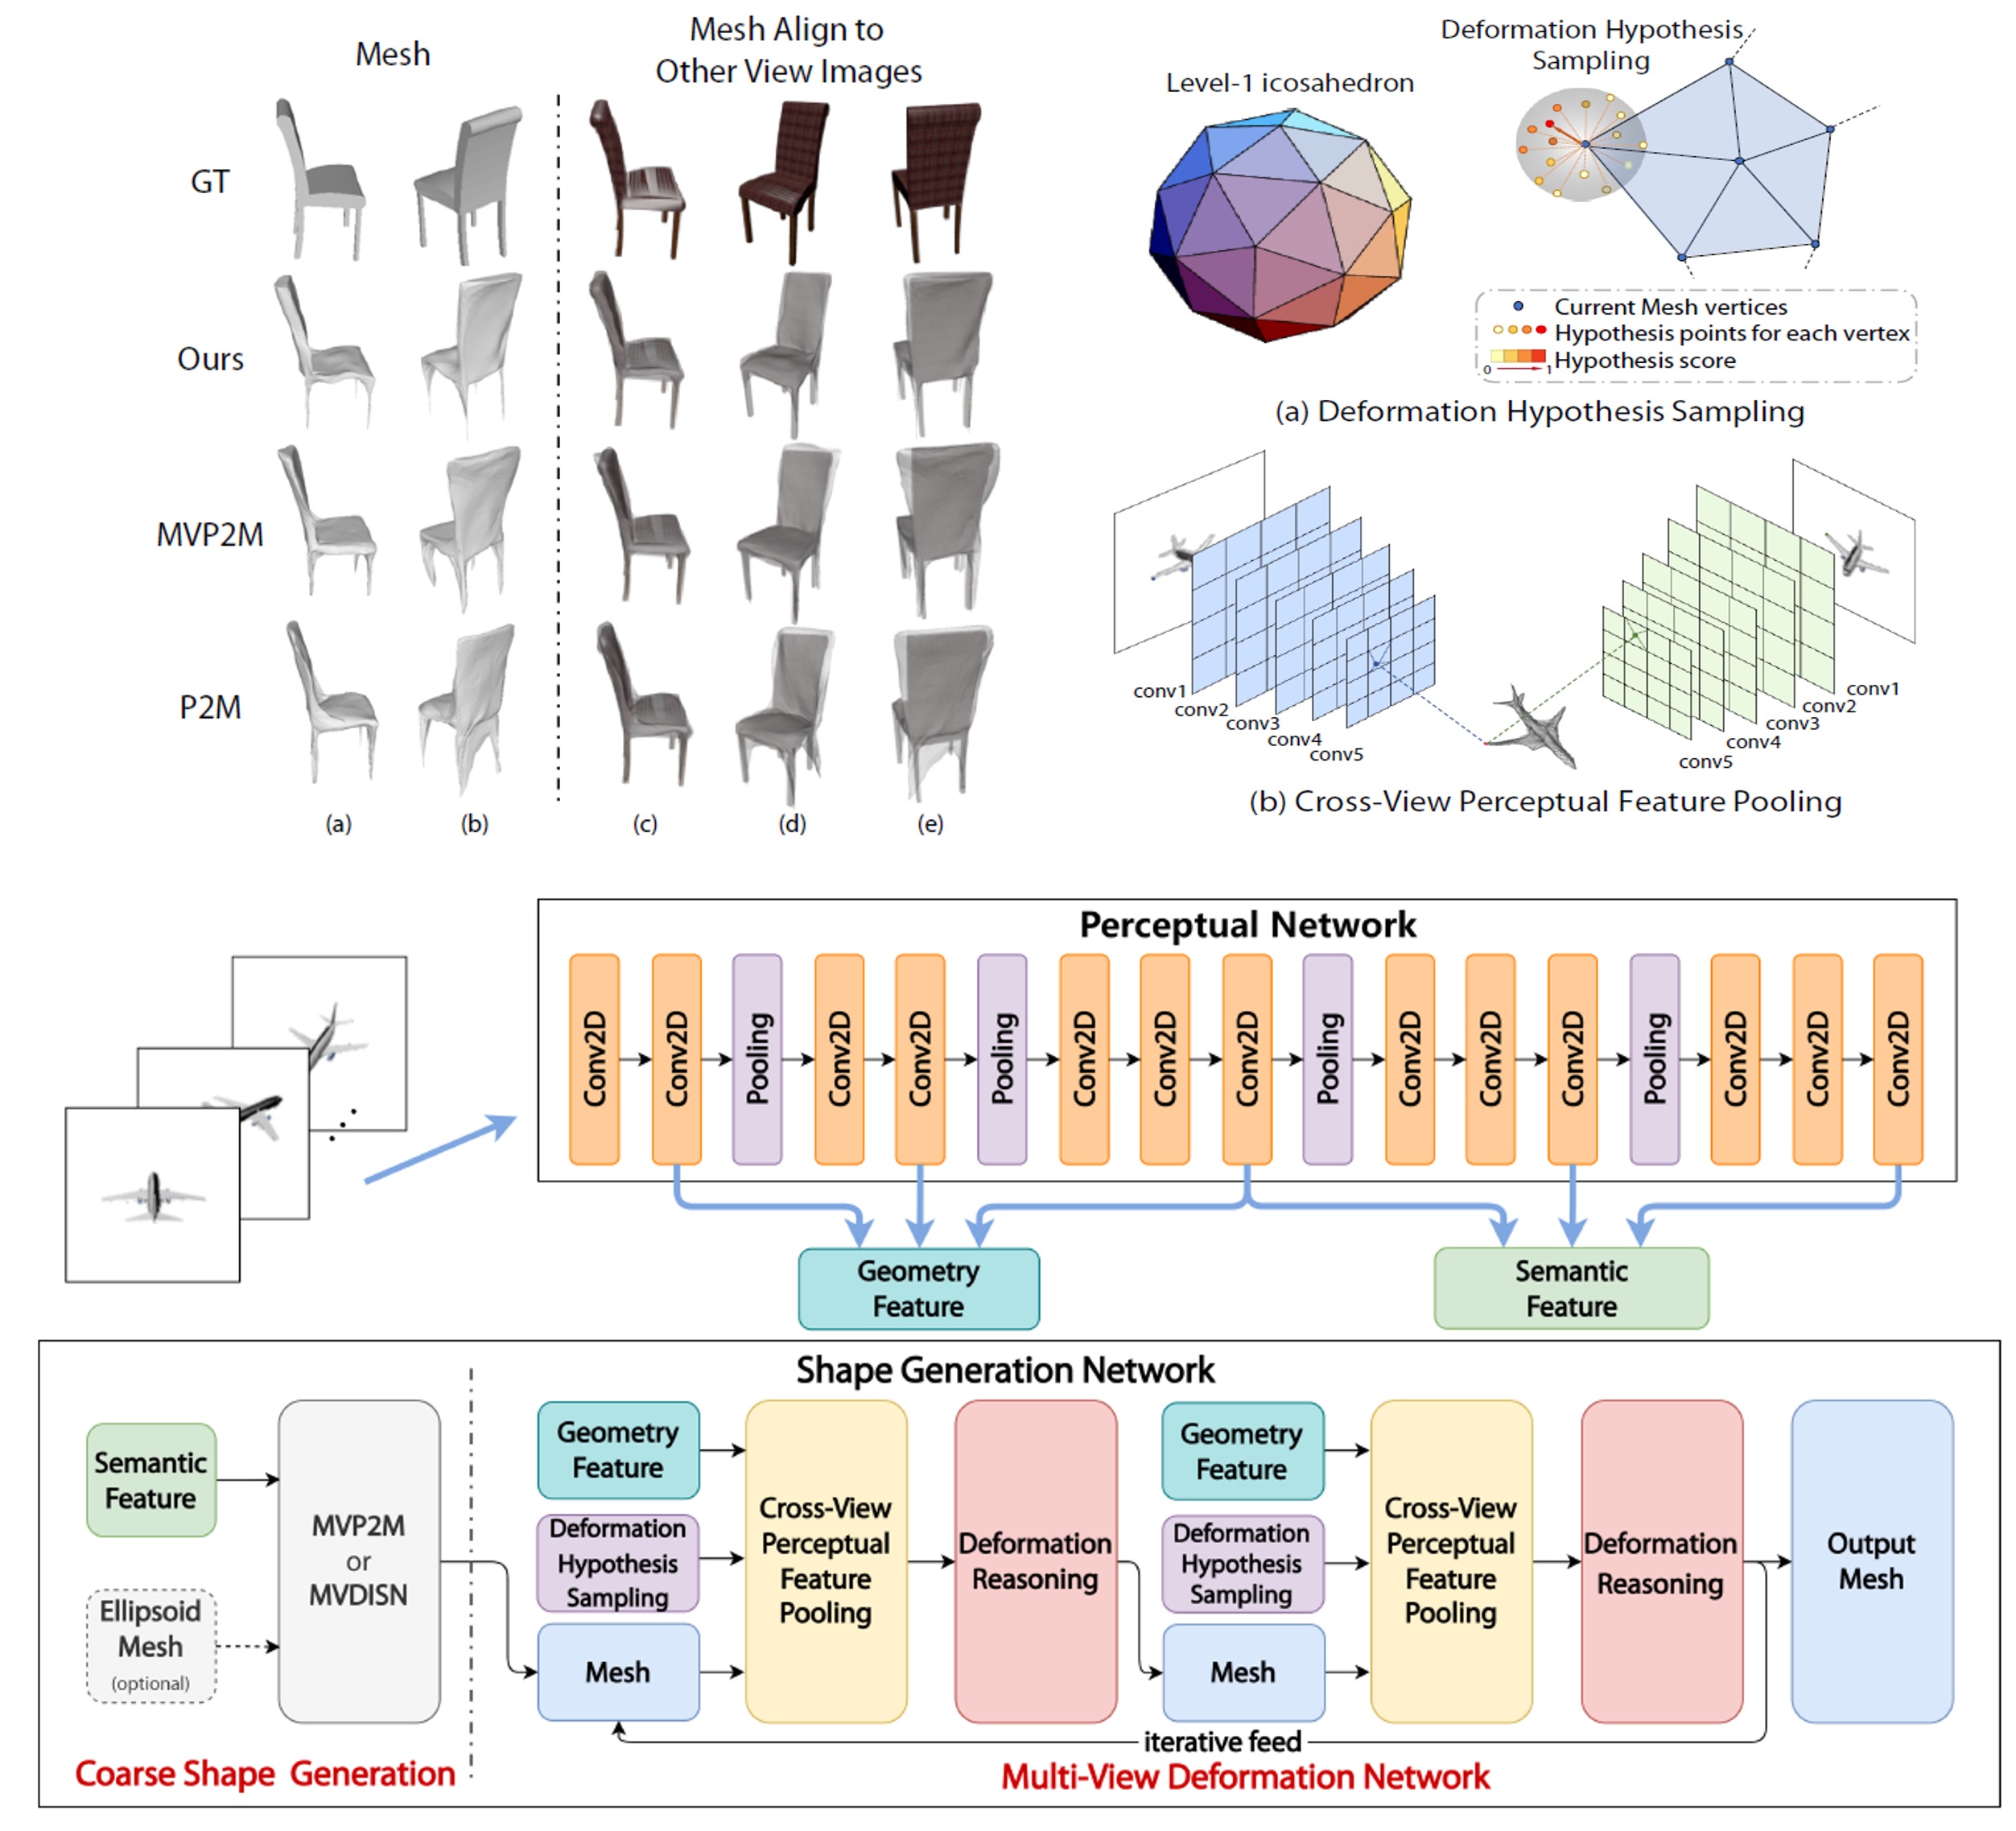 Mesh
Mesh Align to
Other View Images
GT
Ours
MVP2M
P2M
(a)
(b)
(c)
(d)
(e)
Level-1 icosahedron
Deformation Hypothesis
Sampling
Current Mesh vertices
Hypothesis points for each vertex
Hypothesis score
0
1
(a) Deformation Hypothesis Sampling
conv1
conv2
conv3
conv4
conv5
conv1
conv2
conv3
conv4
conv5
(b) Cross-View Perceptual Feature Pooling
Perceptual Network
Conv2D
Conv2D
Pooling
Conv2D
Conv2D
Pooling
Conv2D
Conv2D
Conv2D
Pooling
Conv2D
Conv2D
Conv2D
Pooling
Conv2D
Conv2D
Conv2D
Geometry
Feature
Semantic
Feature
Shape Generation Network
Semantic
Feature
Ellipsoid
Mesh
(optional)
MVP2M
or
MVDISN
Geometry
Feature
Deformation
Hypothesis
Sampling
Mesh
Cross-View
Perceptual
Feature
Pooling
Deformation
Reasoning
Geometry
Feature
Deformation
Hypothesis
Sampling
Mesh
Cross-View
Perceptual
Feature
Pooling
Deformation
Reasoning
Output
Mesh
iterative feed
Coarse Shape Generation
Multi-View Deformation Network